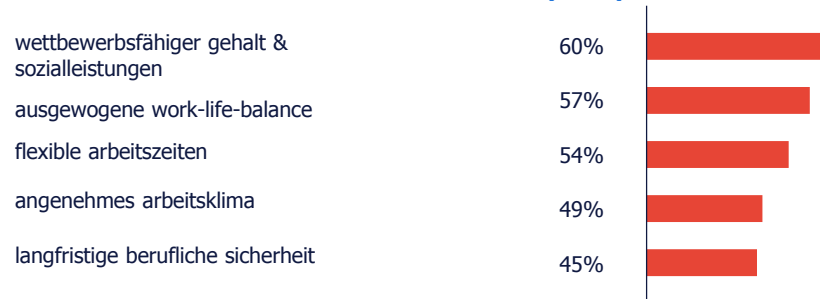 wettbewerbsfähiger gehalt &
sozialleistungen
60%
ausgewogene work-life-balance
57%
flexible arbeitszeiten
54%
angenehmes arbeitsklima
49%
langfristige berufliche sicherheit
45%